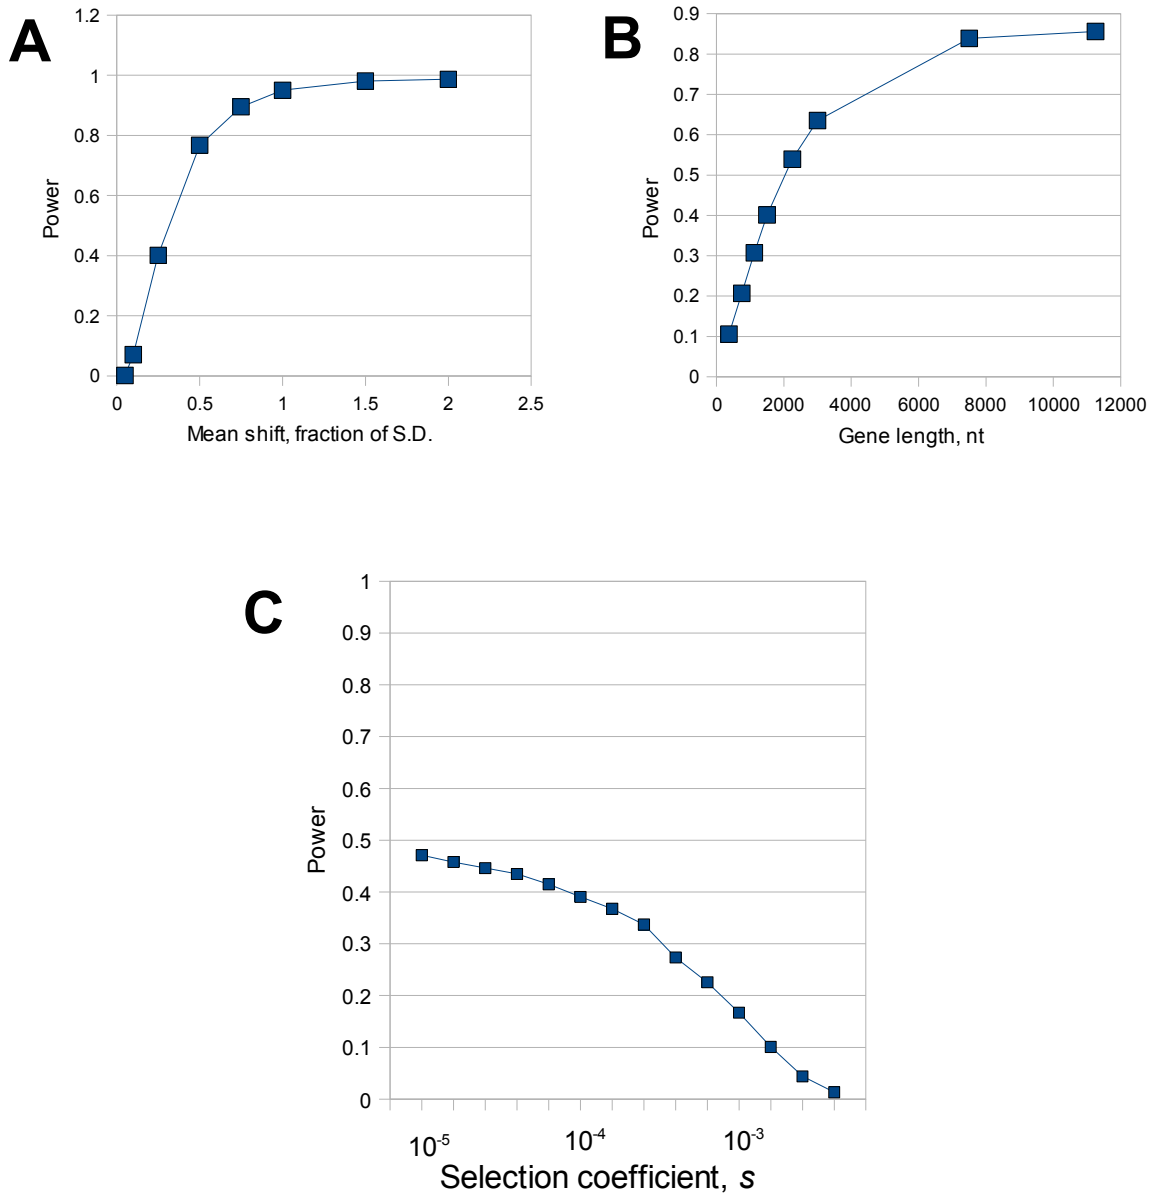 A
1.2
1
0.8
0.6
0.4
0.2
0
Power
0 0.5 1 1.5 2 2.5
Mean shift, fraction of S.D.
B
0.9
0.8
0.7
0.6
0.5
0.4
0.3
0.2
0.1
0
Power
0 2000 4000 6000 8000 10000 12000
Gene length, nt
C
1
0.9
0.8
0.7
0.6
0.5
0.4
0.3
0.2
0.1
0
Power
10-5 10-4 10-3
Selection coefficient, s